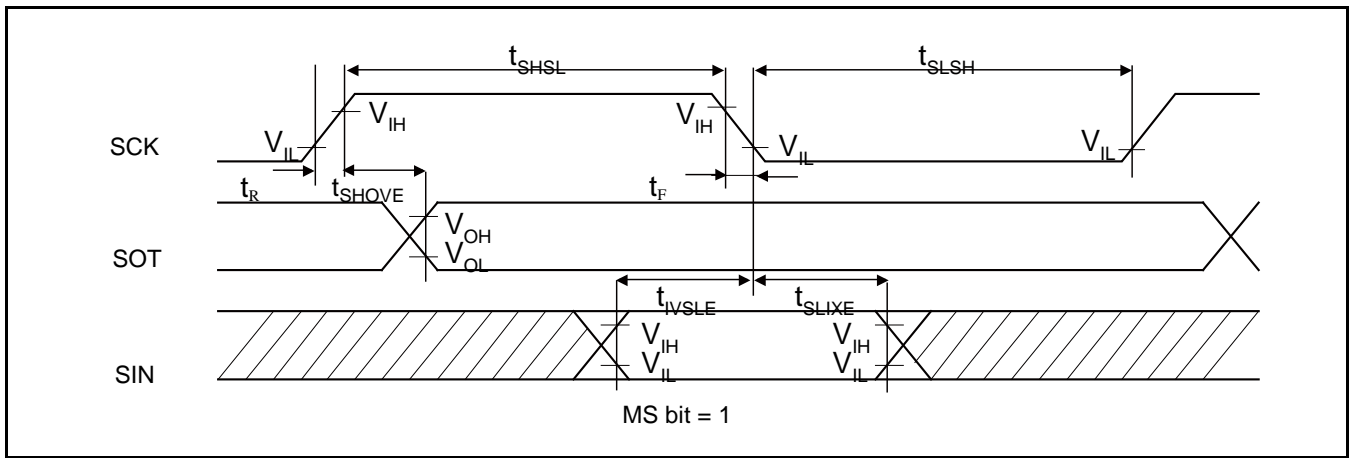 tSHSL tSLSH
VIH VIH
SCK VIL VIL VIL
tR tSHOVE tF
VOH
SOT VOL
tIVSLE tSLIXE
VIH VIH
SIN VIL VIL
MS bit = 1